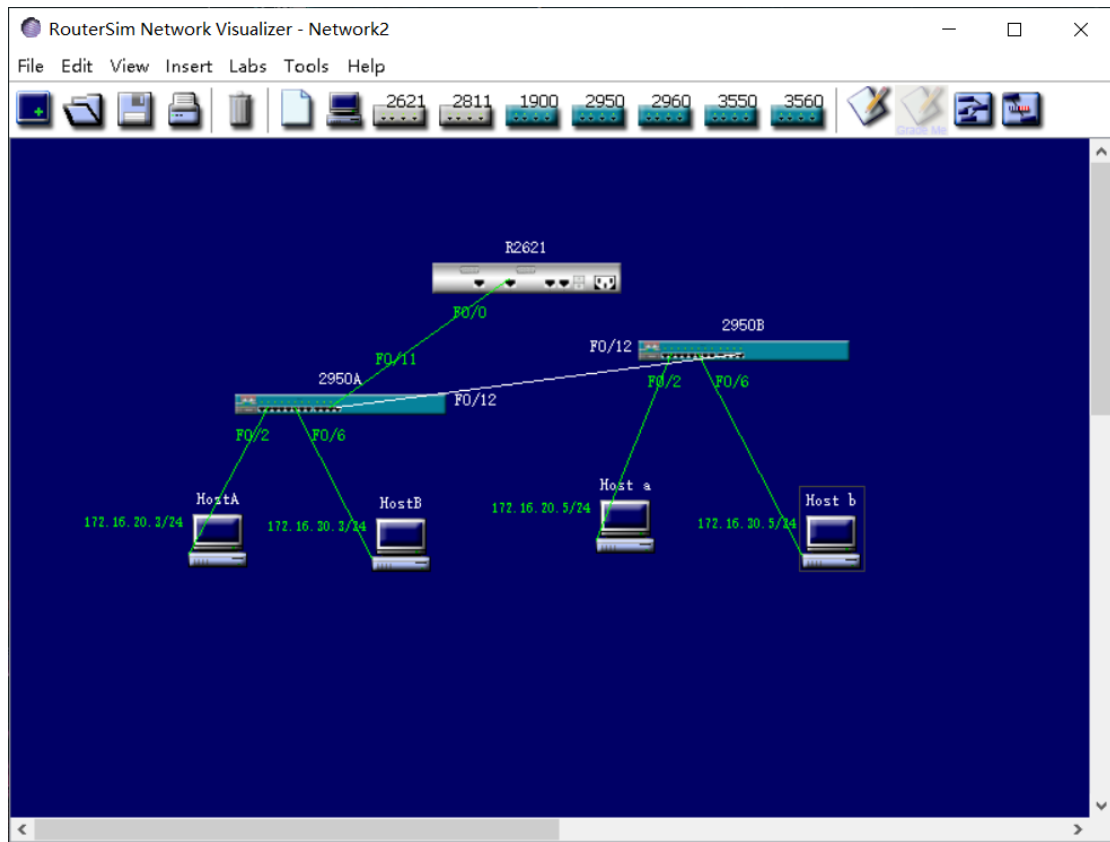 RouterSim Network Visualizer - Network2
File Edit View Insert Labs Tools Help
2621 2811 1900 2950 2960 3550 3560
Grade Me
R2621
F0/0
2950B
F0/12
F0/11
2950A
F0/2 F0/6
F0/12
F0/2 F0/6
Host a
HostA
HostB
Host b
172.16.20.5/24
172.16.20.3/24
172.16.30.3/24
172.16.30.5/24